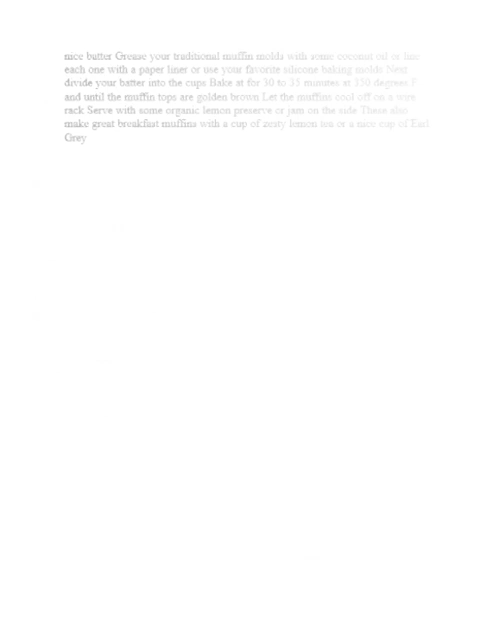 nice batter Grease your traditional muffin molds with some coconut oil or line
each one with a paper liner or use your favorite silicone baking molds Next
divide your batter into the cups Bake at for 30 to 35 minutes at 350 degrees F
and until the muffin tops are golden brown Let the muffins cool off on a wire
rack Serve with some organic lemon preserve or jam on the side These also
make great breakfast muffins with a cup of zesty lemon tea or a nice cup of Earl
Grey